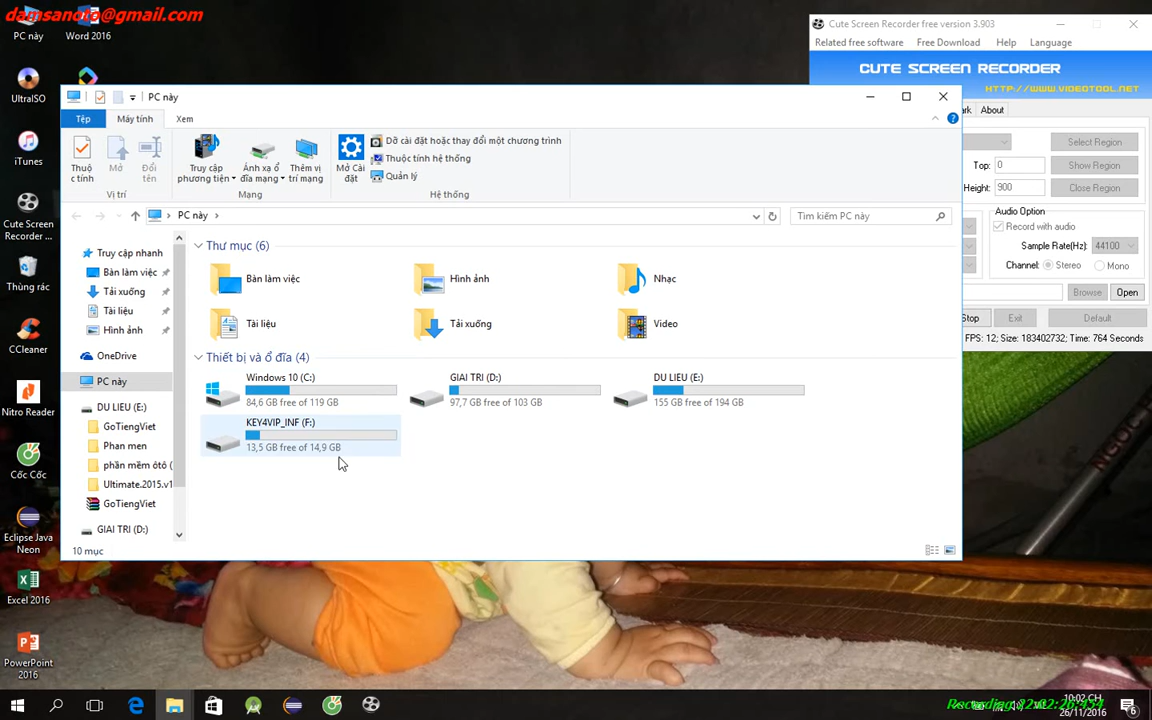 damsanoto@gmail.com
PC này
Word 2016
UltraISO
iTunes
Cute Screen
Recorder ...
Thùng rác
CCleaner
Nitro Reader
Cốc Cốc
Eclipse Java
Neon
Excel 2016
PowerPoint
2016
PC này
Tệp
Máy tính
Xem
Thuộ
c tính
Mở
Đổi
tên
Vị trí
Truy cập
phương tiện
Ánh xạ ổ
đĩa mạng
Thêm vị
trí mạng
Mạng
Mở Cài
đặt
Dỡ cài đặt hoặc thay đổi một chương trình
Thuộc tính hệ thống
Quản lý
Hệ thống
PC này
Tìm kiếm PC này
Truy cập nhanh
Bàn làm việc
Tải xuống
Tài liệu
Hình ảnh
OneDrive
PC này
DU LIEU (E:)
GoTiengViet
Phan men
phần mềm ôtô (
Ultimate.2015.v1
GoTiengViet
GIAI TRI (D:)
Thư mục (6)
Bàn làm việc
Hình ảnh
Nhạc
Tài liệu
Tải xuống
Video
Thiết bị và ổ đĩa (4)
Windows 10 (C:)
84,6 GB free of 119 GB
GIAI TRI (D:)
97,7 GB free of 103 GB
DU LIEU (E:)
155 GB free of 194 GB
KEY4VIP_INF (F:)
13,5 GB free of 14,9 GB
10 mục
Cute Screen Recorder free version 3.903
Related free software
Free Download
Help
Language
CUTE SCREEN RECORDER
HTTP://WWW.VIDEOTOOL.NET
ark
About
Select Region
Top:
0
Show Region
Height:
900
Close Region
Audio Option
Record with audio
Sample Rate(Hz):
44100
Channel:
Stereo
Mono
Browse
Open
Stop
Exit
Default
FPS: 12; Size: 183402732; Time: 764 Seconds
NGOC
10:02 CH
26/11/2016
6